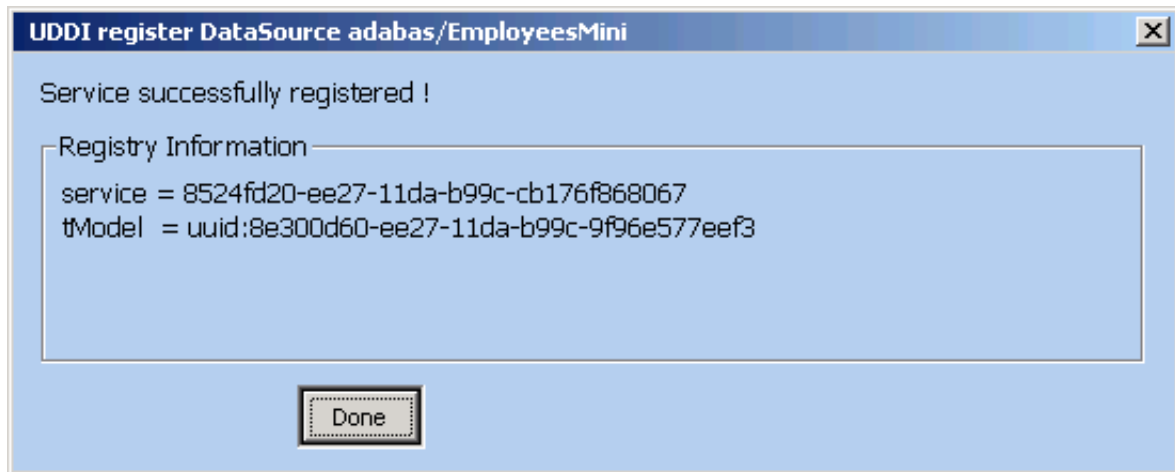 UDDI register DataSource adabas/EmployeesMini
Service successfully registered !
Registry Information
service = 8524fd20-ee27-11da-b99c-cb176f868067
tModel = uuid:8e300d60-ee27-11da-b99c-9f96e577eef3
Done